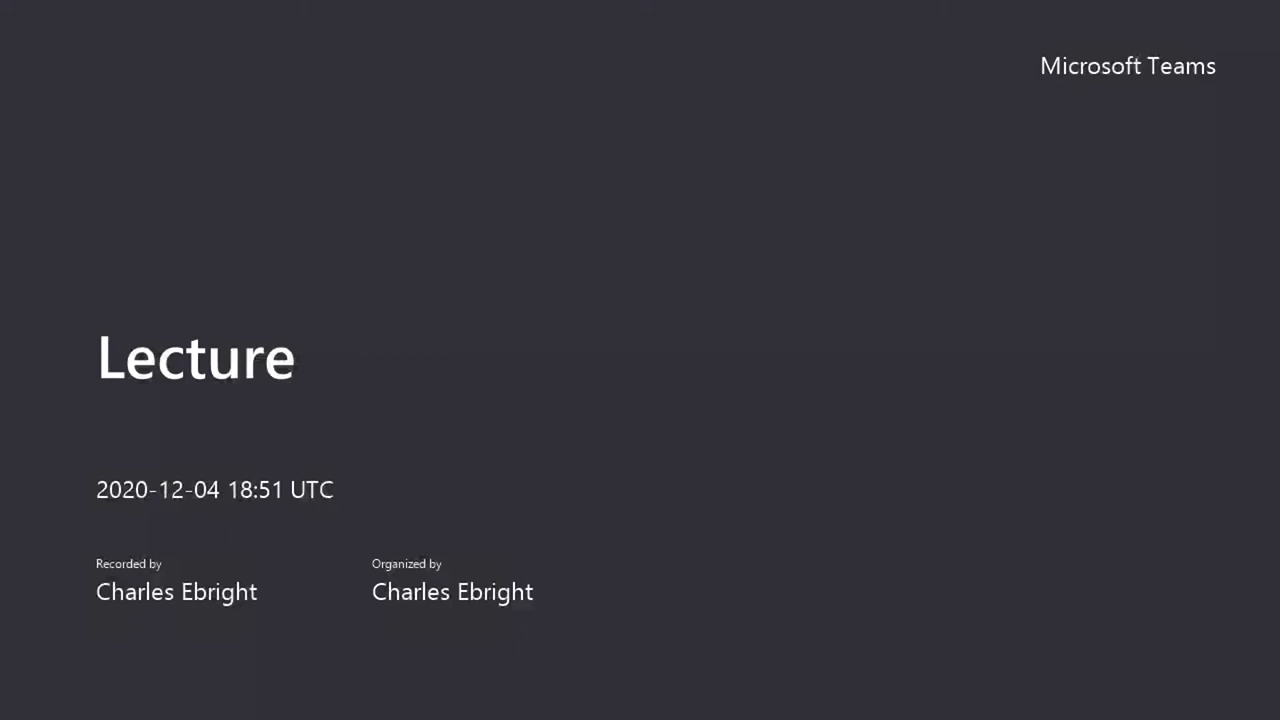 Microsoft Teams
Lecture
2020-12-04 18:51 UTC
Recorded by
Charles Ebright
Organized by
Charles Ebright